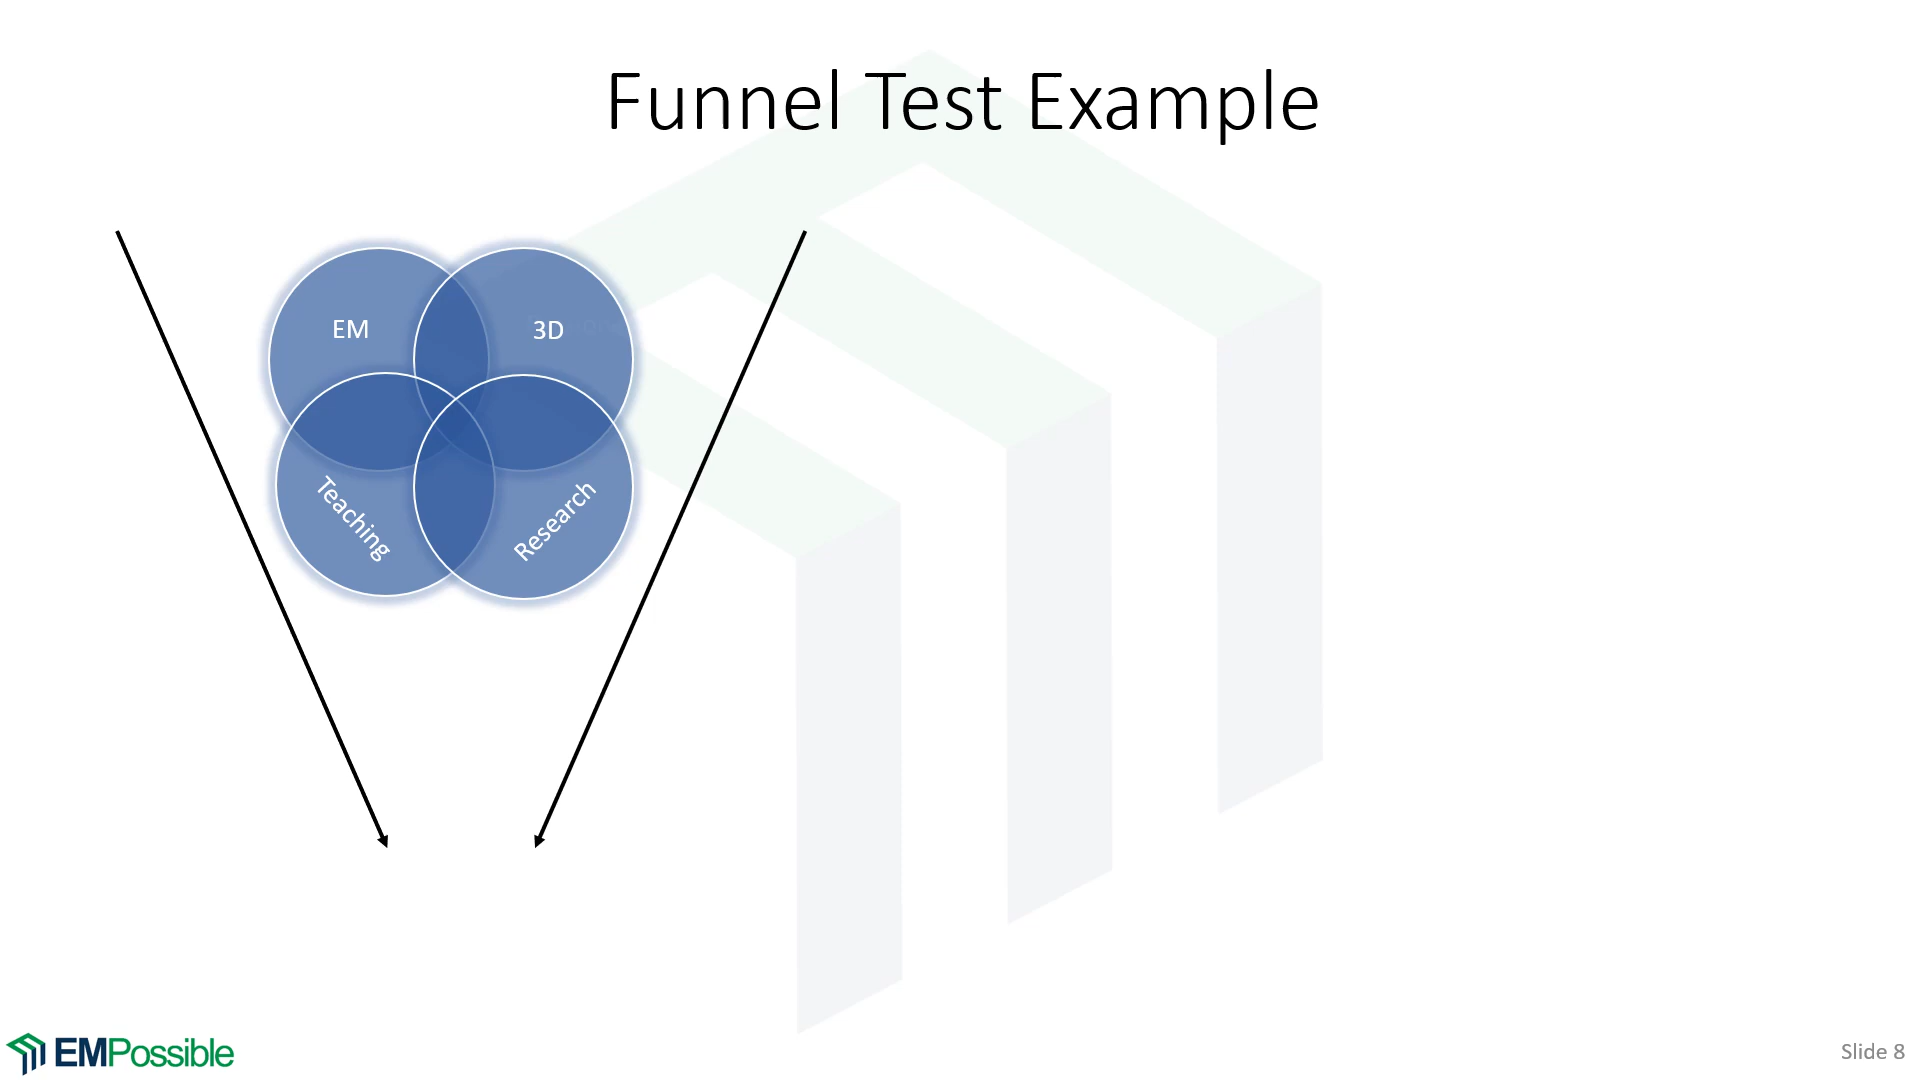 Funnel Test Example
EM
3D
Teaching
Research
EMPossible
Slide 8